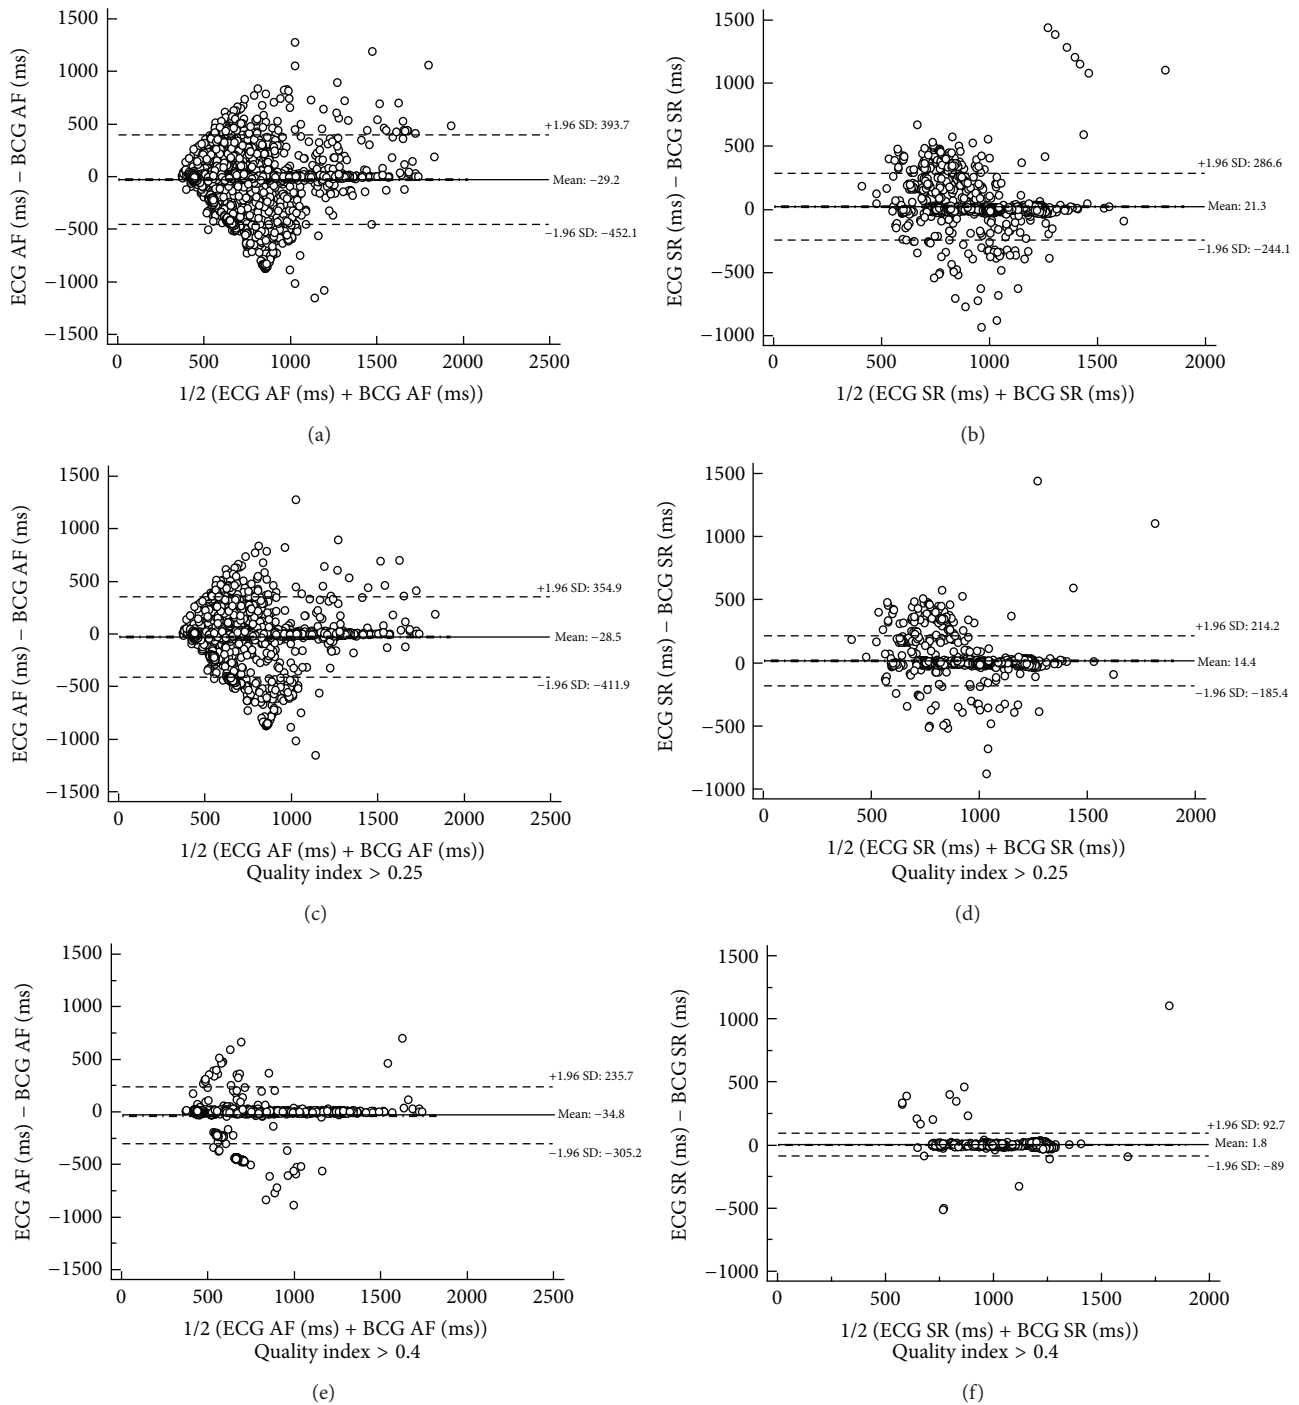 1500
1000
500
0
−500
−1000
−1500
ECG AF (ms) − BCG AF (ms)
+1.96 SD: 393.7
Mean: −29.2
−1.96 SD: −452.1
0 500 1000 1500 2000 2500
1/2 (ECG AF (ms) + BCG AF (ms))
(a)
1500
1000
500
0
−500
−1000
ECG SR (ms) − BCG SR (ms)
+1.96 SD: 286.6
Mean: 21.3
−1.96 SD: −244.1
0 500 1000 1500 2000
1/2 (ECG SR (ms) + BCG SR (ms))
(b)
1500
1000
500
0
−500
−1000
−1500
ECG AF (ms) − BCG AF (ms)
+1.96 SD: 354.9
Mean: −28.5
−1.96 SD: −411.9
0 500 1000 1500 2000 2500
1/2 (ECG AF (ms) + BCG AF (ms))
Quality index > 0.25
(c)
1500
1000
500
0
−500
−1000
ECG SR (ms) − BCG SR (ms)
+1.96 SD: 214.2
Mean: 14.4
−1.96 SD: −185.4
0 500 1000 1500 2000
1/2 (ECG SR (ms) + BCG SR (ms))
Quality index > 0.25
(d)
1500
1000
500
0
−500
−1000
−1500
ECG AF (ms) − BCG AF (ms)
+1.96 SD: 235.7
Mean: −34.8
−1.96 SD: −305.2
0 500 1000 1500 2000 2500
1/2 (ECG AF (ms) + BCG AF (ms))
Quality index > 0.4
(e)
1500
1000
500
0
−500
−1000
ECG SR (ms) − BCG SR (ms)
+1.96 SD: 92.7
Mean: 1.8
−1.96 SD: −89
0 500 1000 1500 2000
1/2 (ECG SR (ms) + BCG SR (ms))
Quality index > 0.4
(f)